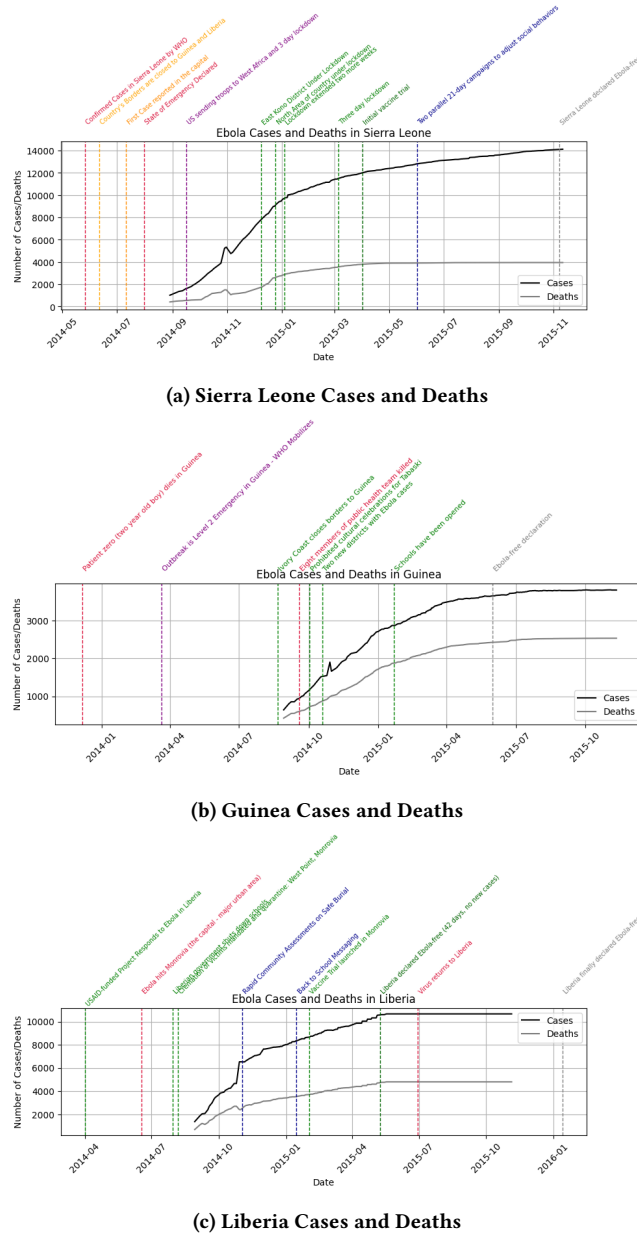 Confirmed Cases in Sierra Leone by WHO
Country's Borders are closed to Guinea and Liberia
First Case reported in the capital
State of Emergency Declared
US sending troops to West Africa and 3 day lockdown
East Kono District Under Lockdown
North Area of country under lockdown
Lockdown extended two more weeks
Three day lockdown
Initial vaccine trial
Two parallel 21-day campaigns to adjust social behaviors
Sierra Leone declared Ebola-free
Ebola Cases and Deaths in Sierra Leone
Number of Cases/Deaths
14000
12000
10000
8000
6000
4000
2000
0
Cases
Deaths
2014-05
2014-07
2014-09
2014-11
2015-01
2015-03
2015-05
2015-07
2015-09
2015-11
Date
(a) Sierra Leone Cases and Deaths
Patient zero (two year old boy) dies in Guinea
Outbreak is Level 2 Emergency in Guinea - WHO Mobilizes
Ivory Coast closes borders to Guinea
Eight members of public health team killed
Prohibited cultural celebrations for Tabaski
Two new districts with Ebola cases
Schools have been opened
Ebola-free declaration
Ebola Cases and Deaths in Guinea
Number of Cases/Deaths
3000
2000
1000
Cases
Deaths
2014-01
2014-04
2014-07
2014-10
2015-01
2015-04
2015-07
2015-10
Date
(b) Guinea Cases and Deaths
USAID-funded Project Responds to Ebola in Liberia
Ebola hits Monrovia (the capital - major urban area)
Liberia's government shuts down schools
Cremation of victims mandated and quarantine: West Point, Monrovia
Rapid Community Assessments on Safe Burial
Back to School Messaging
Vaccine Trial launched in Monrovia
Liberia declared Ebola-free (42 days, no new cases)
Virus returns to Liberia
Liberia finally declared Ebola-free
Ebola Cases and Deaths in Liberia
Number of Cases/Deaths
10000
8000
6000
4000
2000
Cases
Deaths
2014-04
2014-07
2014-10
2015-01
2015-04
2015-07
2015-10
2016-01
Date
(c) Liberia Cases and Deaths